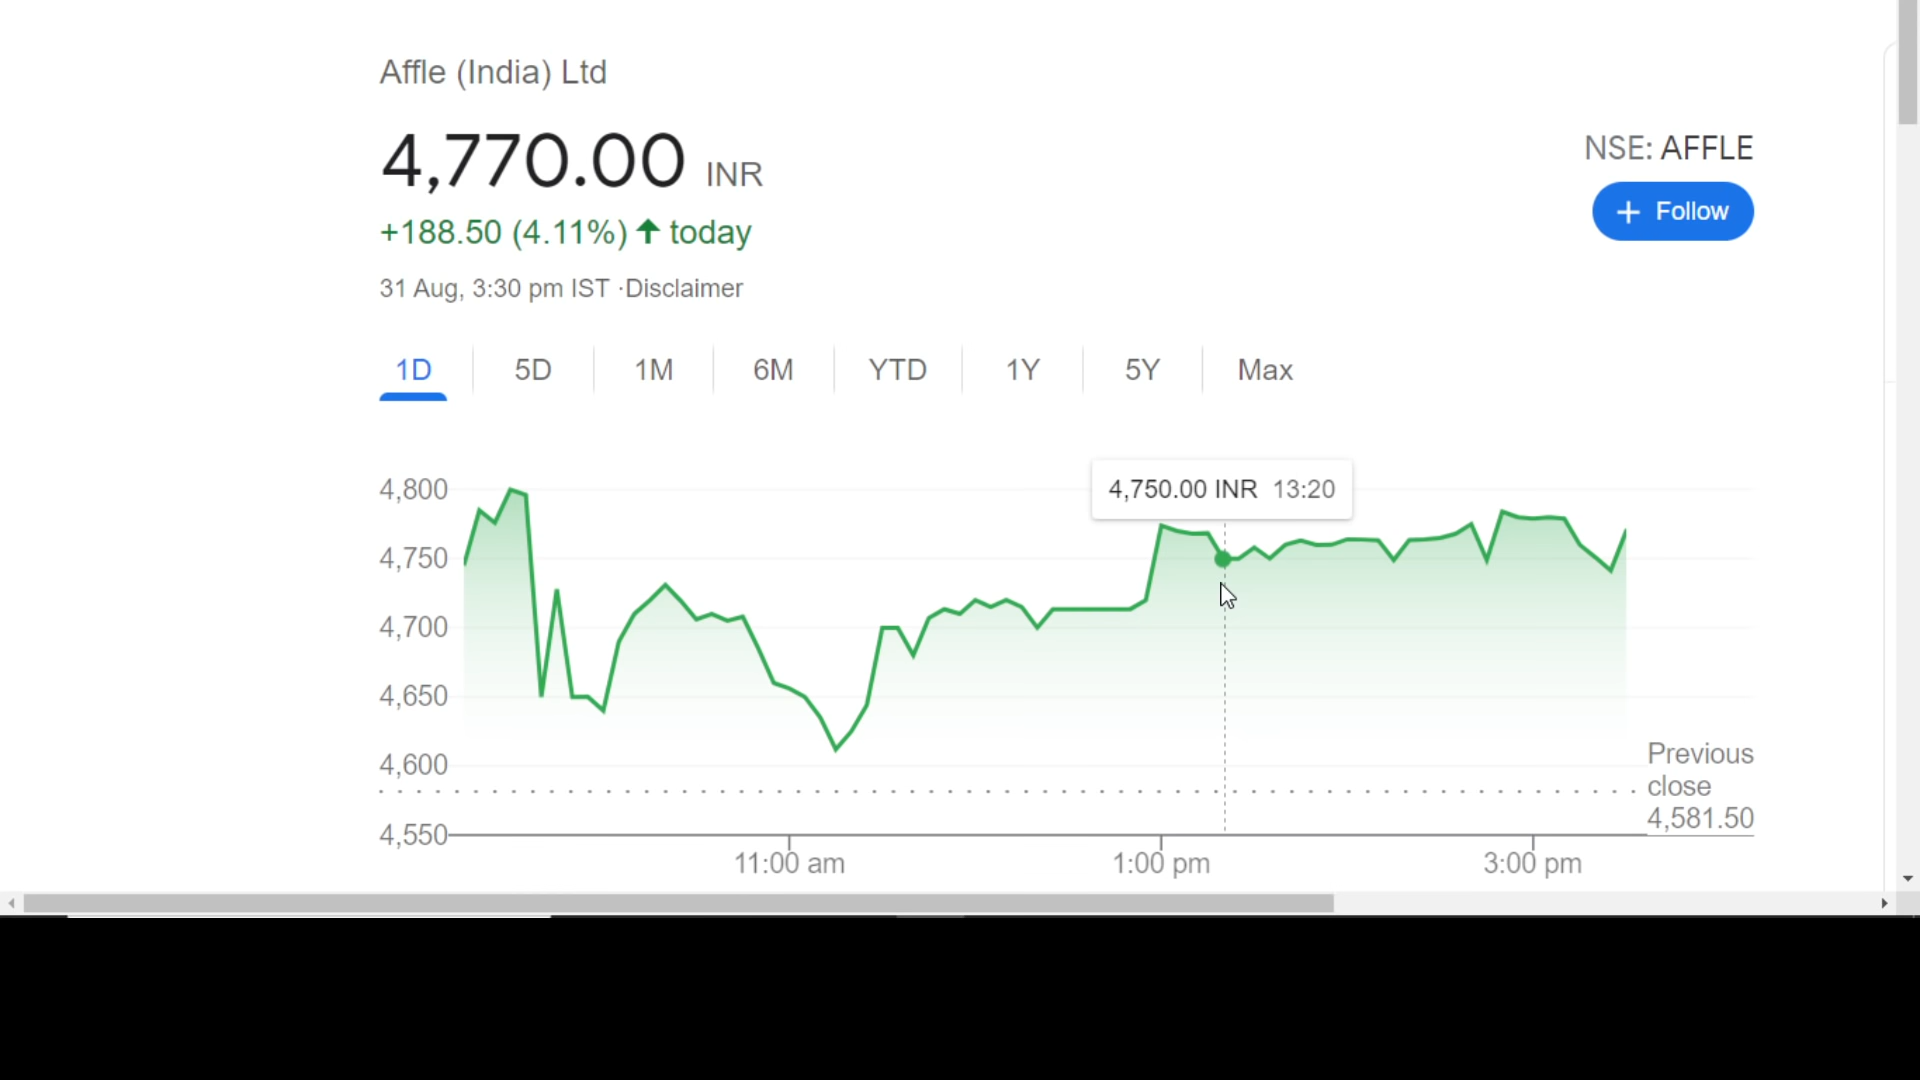 Affle (India) Ltd
4,770.00 INR
NSE: AFFLE
+ Follow
+188.50 (4.11%) ↑ today
31 Aug, 3:30 pm IST ·Disclaimer
1D 5D 1M 6M YTD 1Y 5Y Max
4,750.00 INR 13:20
4,800
4,750
4,700
4,650
4,600
4,550
Previous
close
4,581.50
11:00 am 1:00 pm 3:00 pm